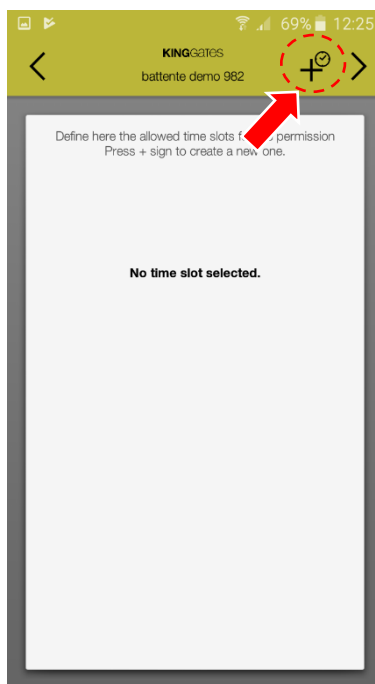 69% 12:25
KINGGATES
battente demo 982
Define here the allowed time slots f permission
Press + sign to create a new one.
No time slot selected.